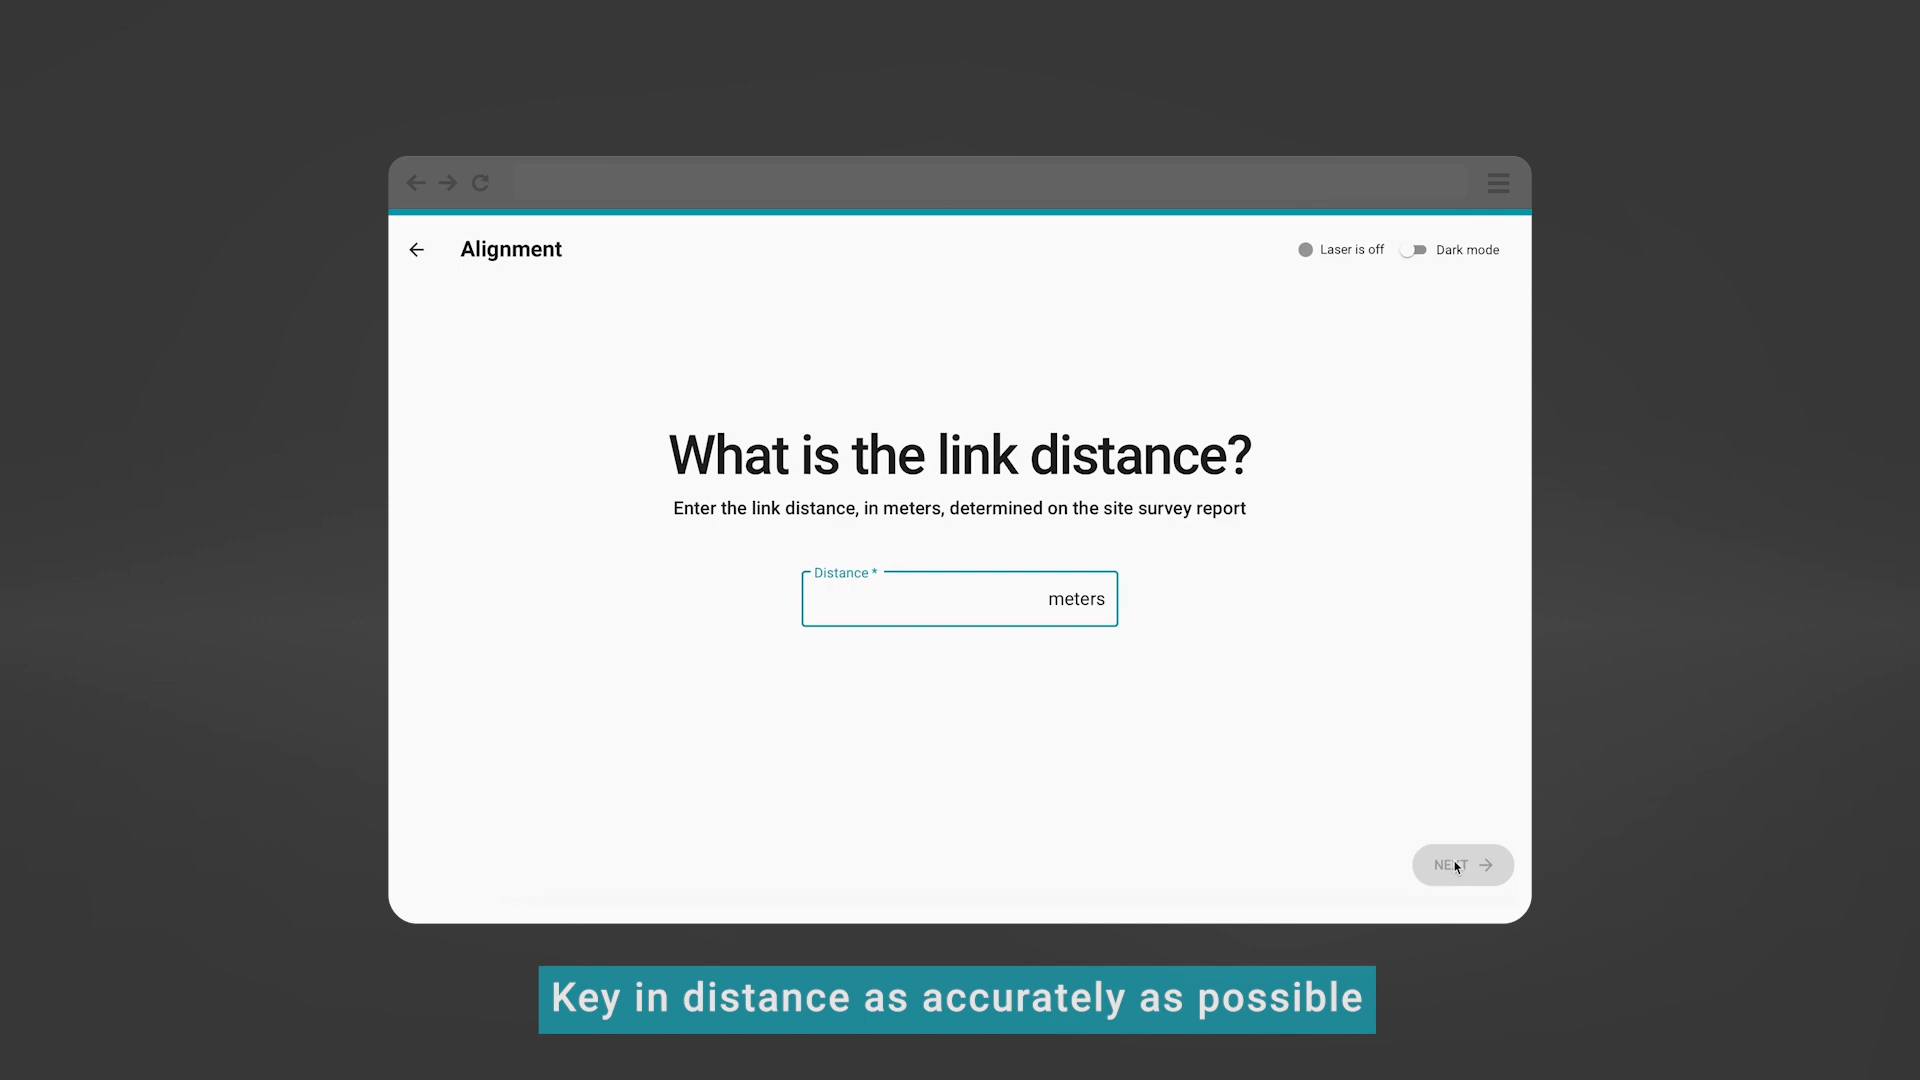 Alignment
Laser is off
Dark mode
What is the link distance?
Enter the link distance, in meters, determined on the site survey report
Distance *
meters
NEXT
Key in distance as accurately as possible